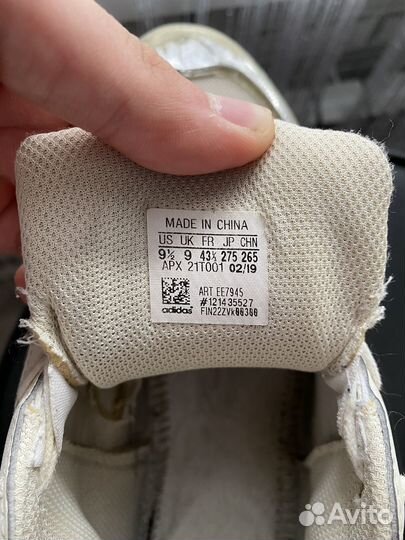 MADE IN CHINA
US UK FR JP CHN
9½ 9 43⅓ 275 265
APX 21T001 02/19
ART EE7945
#121435527
adidas FIN22ZVk06380
Avito